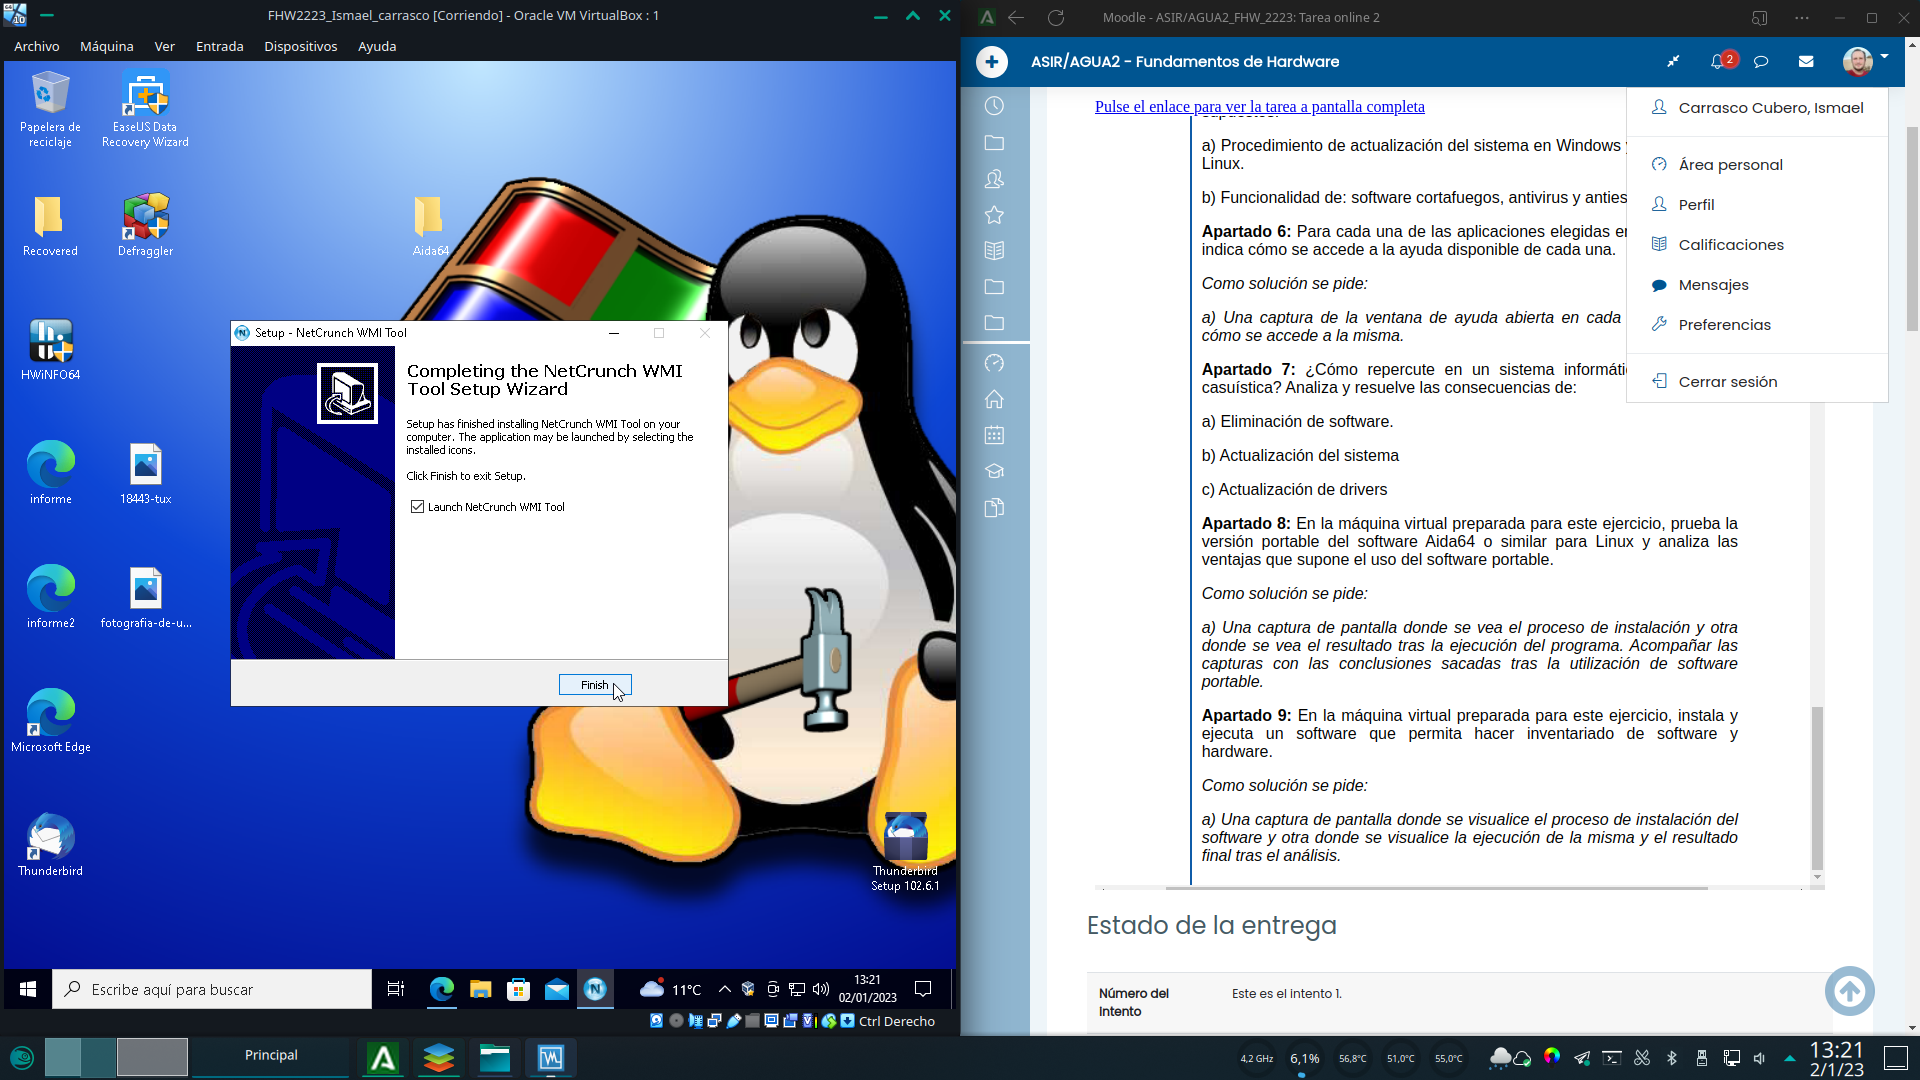 FHW2223_Ismael_carrasco [Corriendo] - Oracle VM VirtualBox : 1
Archivo Máquina Ver Entrada Dispositivos Ayuda
Papelera de
reciclaje
EaseUS Data
Recovery Wizard
Recovered
Defraggler
Aida64
HWiNFO64
informe
18443-tux
informe2
fotografia-de-u...
Microsoft Edge
Thunderbird
Thunderbird
Setup 102.6.1
Setup - NetCrunch WMI Tool
Completing the NetCrunch WMI
Tool Setup Wizard
Setup has finished installing NetCrunch WMI Tool on your
computer. The application may be launched by selecting the
installed icons.
Click Finish to exit Setup.
Launch NetCrunch WMI Tool
Finish
Escribe aquí para buscar
11°C
13:21
02/01/2023
Ctrl Derecho
Moodle - ASIR/AGUA2_FHW_2223: Tarea online 2
ASIR/AGUA2 - Fundamentos de Hardware
2
Pulse el enlace para ver la tarea a pantalla completa
supuestos:
a) Procedimiento de actualización del sistema en Windows y
Linux.
b) Funcionalidad de: software cortafuegos, antivirus y anties
Apartado 6: Para cada una de las aplicaciones elegidas en
indica cómo se accede a la ayuda disponible de cada una.
Como solución se pide:
a) Una captura de la ventana de ayuda abierta en cada
cómo se accede a la misma.
Apartado 7: ¿Cómo repercute en un sistema informátic
casuística? Analiza y resuelve las consecuencias de:
a) Eliminación de software.
b) Actualización del sistema
c) Actualización de drivers
Apartado 8: En la máquina virtual preparada para este ejercicio, prueba la
versión portable del software Aida64 o similar para Linux y analiza las
ventajas que supone el uso del software portable.
Como solución se pide:
a) Una captura de pantalla donde se vea el proceso de instalación y otra
donde se vea el resultado tras la ejecución del programa. Acompañar las
capturas con las conclusiones sacadas tras la utilización de software
portable.
Apartado 9: En la máquina virtual preparada para este ejercicio, instala y
ejecuta un software que permita hacer inventariado de software y
hardware.
Como solución se pide:
a) Una captura de pantalla donde se visualice el proceso de instalación del
software y otra donde se visualice la ejecución de la misma y el resultado
final tras el análisis.
Carrasco Cubero, Ismael
Área personal
Perfil
Calificaciones
Mensajes
Preferencias
Cerrar sesión
Estado de la entrega
Número del
Intento
Este es el intento 1.
Principal
4,2 GHz
6,1%
56,8°C
51,0°C
55,0°C
13:21
2/1/23